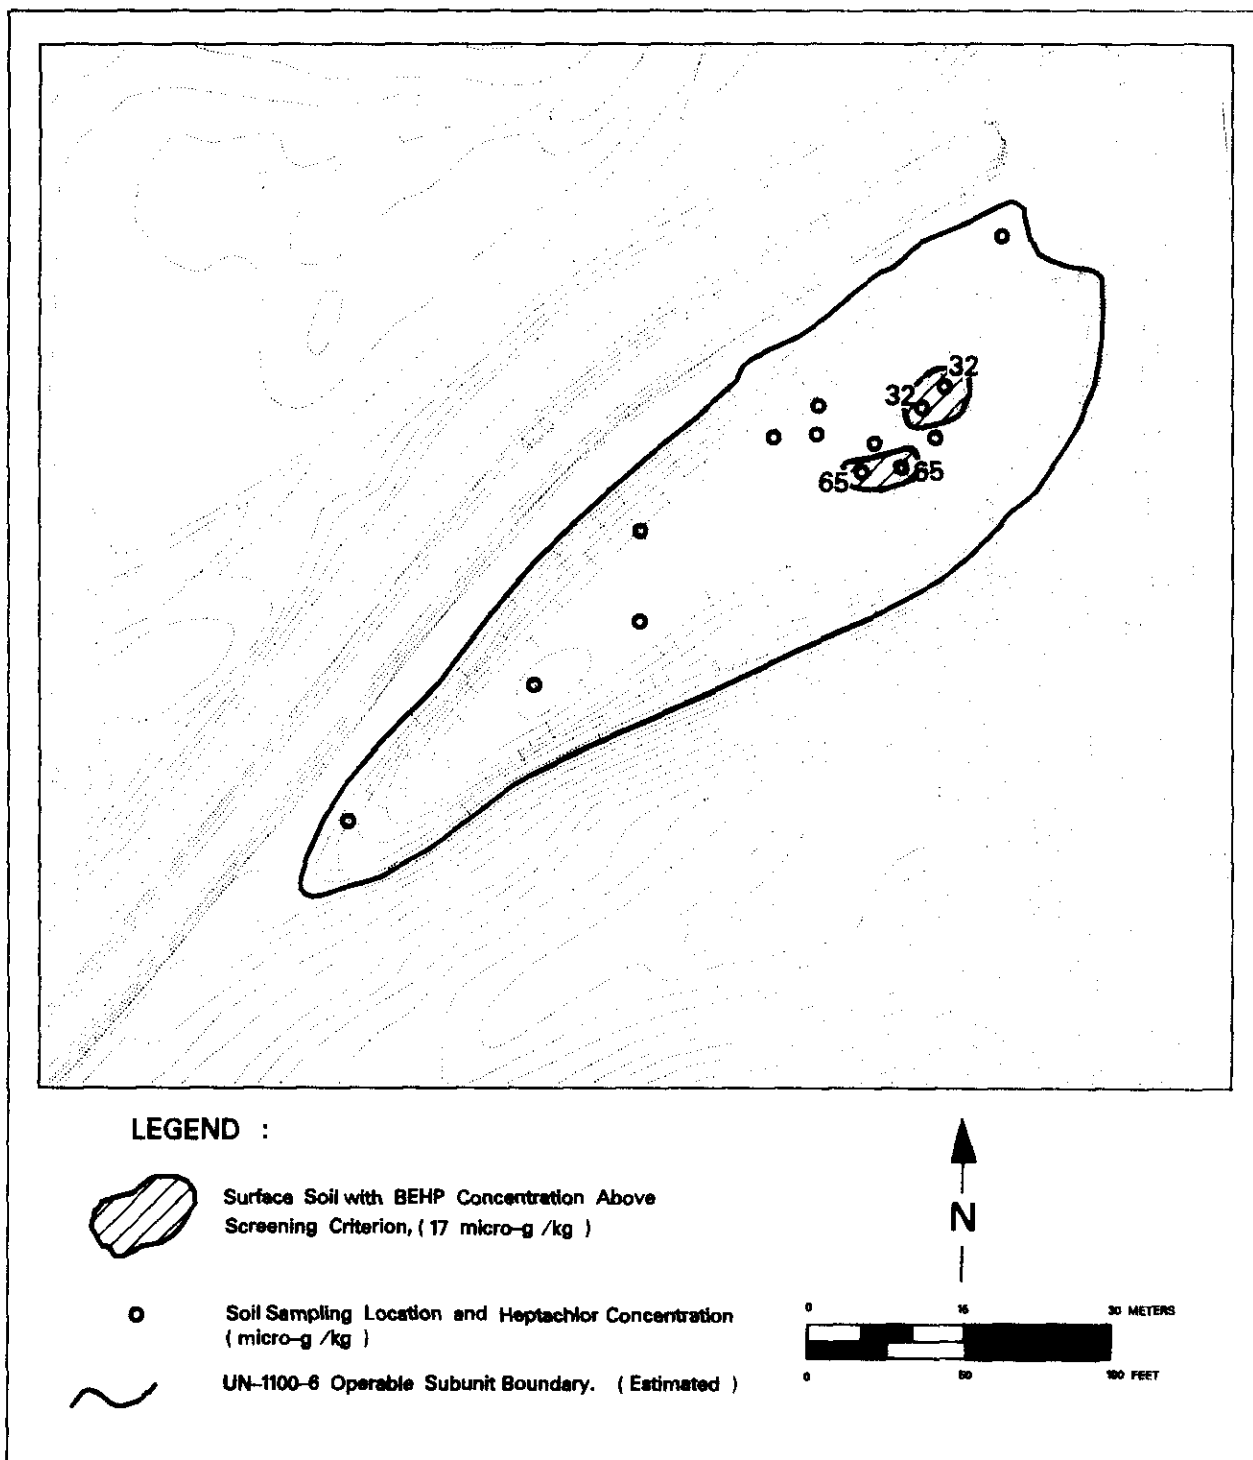 32
32
65
65
LEGEND :
Surface Soil with BEHP Concentration Above
Screening Criterion, ( 17 micro-g /kg )
Soil Sampling Location and Heptachlor Concentration
( micro-g /kg )
UN-1100-6 Operable Subunit Boundary. ( Estimated )
N
0 15 30 METERS
0 50 100 FEET